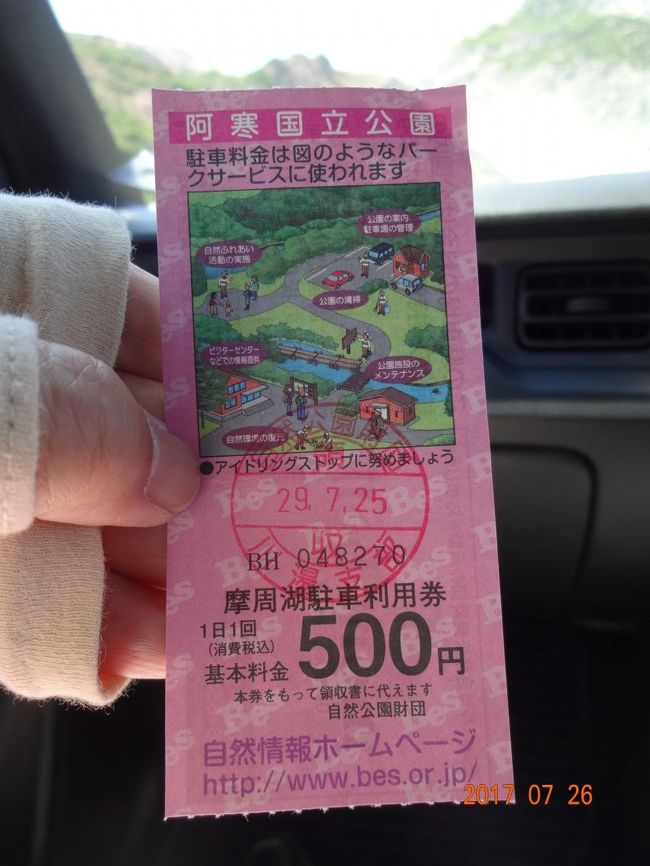 阿寒国立公園
駐車料金は図のようなパー
クサービスに使われます
公園の案内
駐車場の管理
自然ふれあい
活動の実施
公園の清掃
ビジターセンター
などでの情報提供
公園施設の
メンテナンス
自然環境の復元
●アイドリングストップに努めましょう
29.7.25
BH 048270
摩周湖駐車利用券
1日1回
(消費税込)
基本料金
500円
本券をもって領収書に代えます
自然公園財団
自然情報ホームページ
http://www.bes.or.jp/
2017 07 26